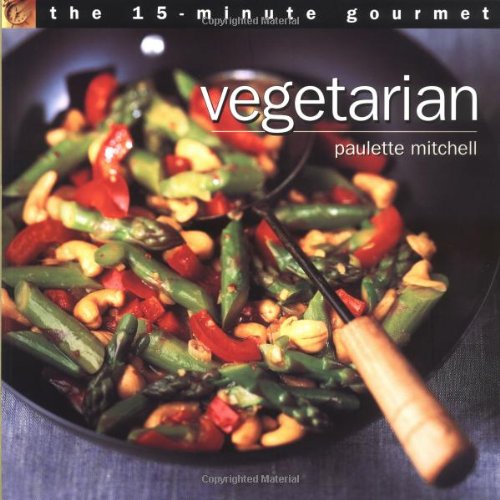 the 15-minute gourmet
Copyrighted Material
vegetarian
paulette mitchell
Copyrighted Material